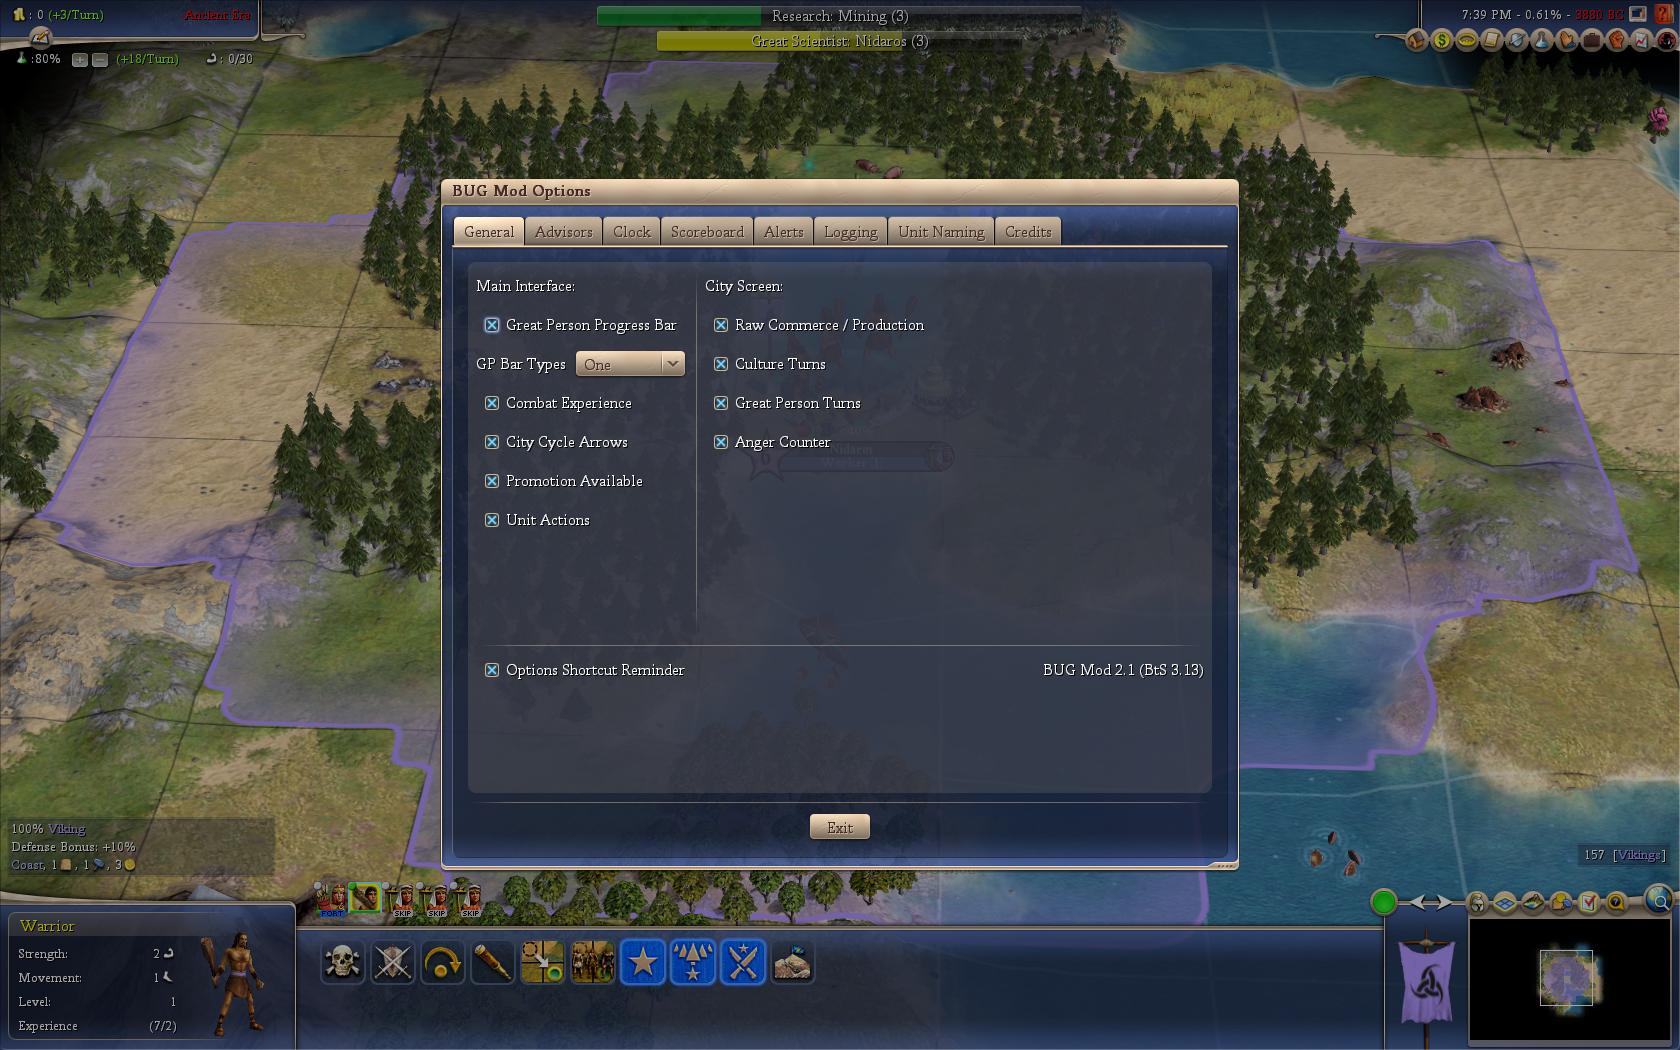 : 0 (+3/Turn)
Ancient Era
:80%
(+18/Turn)
: 0/30
Research: Mining (3)
Great Scientist: Nidaros (3)
7:39 PM - 0.61% - 3880 BC
BUG Mod Options
General
Advisors
Clock
Scoreboard
Alerts
Logging
Unit Naming
Credits
Main Interface:
Great Person Progress Bar
GP Bar Types
One
Combat Experience
City Cycle Arrows
Promotion Available
Unit Actions
City Screen:
Raw Commerce / Production
Culture Turns
Great Person Turns
Anger Counter
Options Shortcut Reminder
BUG Mod 2.1 (BtS 3.13)
Exit
100% Viking
Defense Bonus: +10%
Coast, 1 , 1 , 3
157 [Vikings]
FORT
SKIP
SKIP
SKIP
Warrior
Strength: 2
Movement: 1
Level: 1
Experience (7/2)